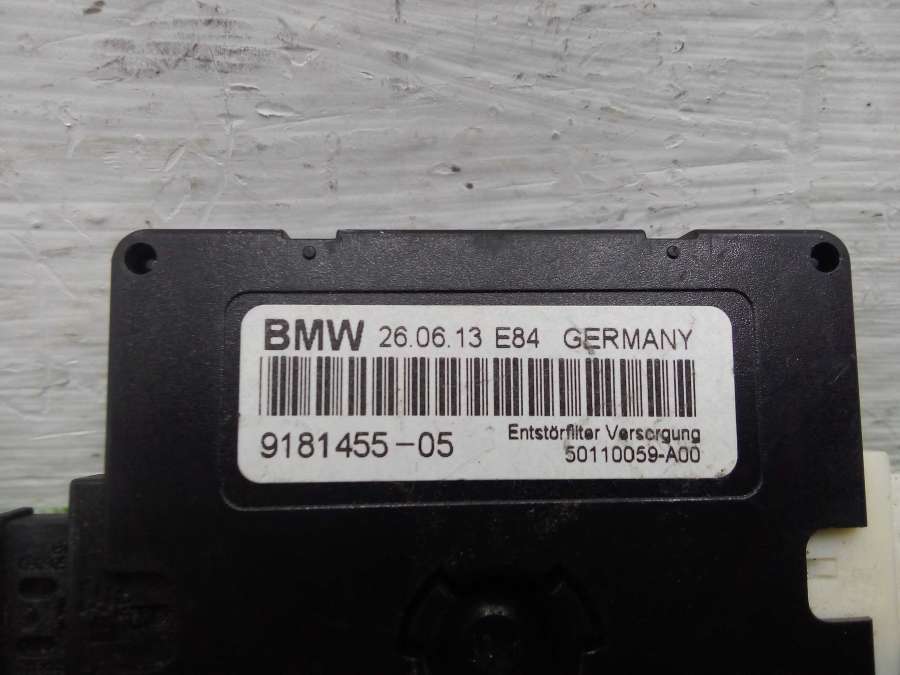 BMW 26.06.13 E84 GERMANY
9181455-05
Entstörfilter Versorgung
50110059-A00